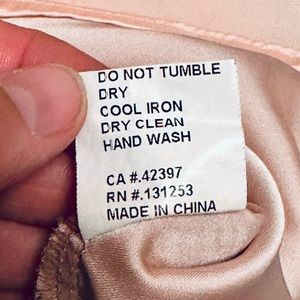 DO NOT TUMBLE
DRY
COOL IRON
DRY CLEAN
HAND WASH
CA #.42397
RN #.131253
MADE IN CHINA